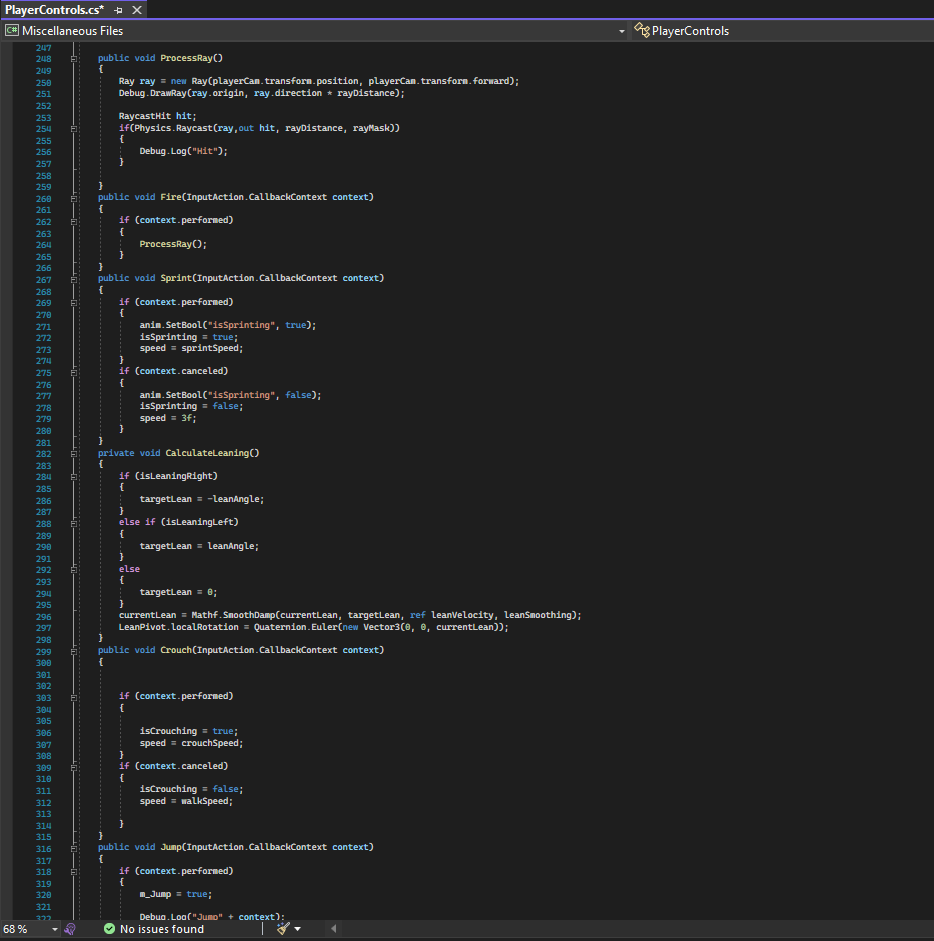 PlayerControls.cs*
Miscellaneous Files
PlayerControls
247
248 public void ProcessRay()
249 {
250 Ray ray = new Ray(playerCam.transform.position, playerCam.transform.forward);
251 Debug.DrawRay(ray.origin, ray.direction * rayDistance);
252
253 RaycastHit hit;
254 if(Physics.Raycast(ray,out hit, rayDistance, rayMask))
255 {
256 Debug.Log("Hit");
257 }
258
259 }
260 public void Fire(InputAction.CallbackContext context)
261 {
262 if (context.performed)
263 {
264 ProcessRay();
265 }
266 }
267 public void Sprint(InputAction.CallbackContext context)
268 {
269 if (context.performed)
270 {
271 anim.SetBool("isSprinting", true);
272 isSprinting = true;
273 speed = sprintSpeed;
274 }
275 if (context.canceled)
276 {
277 anim.SetBool("isSprinting", false);
278 isSprinting = false;
279 speed = 3f;
280 }
281 }
282 private void CalculateLeaning()
283 {
284 if (isLeaningRight)
285 {
286 targetLean = -leanAngle;
287 }
288 else if (isLeaningLeft)
289 {
290 targetLean = leanAngle;
291 }
292 else
293 {
294 targetLean = 0;
295 }
296 currentLean = Mathf.SmoothDamp(currentLean, targetLean, ref leanVelocity, leanSmoothing);
297 LeanPivot.localRotation = Quaternion.Euler(new Vector3(0, 0, currentLean));
298 }
299 public void Crouch(InputAction.CallbackContext context)
300 {
301
302
303 if (context.performed)
304 {
305
306 isCrouching = true;
307 speed = crouchSpeed;
308 }
309 if (context.canceled)
310 {
311 isCrouching = false;
312 speed = walkSpeed;
313
314 }
315 }
316 public void Jump(InputAction.CallbackContext context)
317 {
318 if (context.performed)
319 {
320 m_Jump = true;
321
322 Debug.Log("Jump" + context);
68 %
No issues found